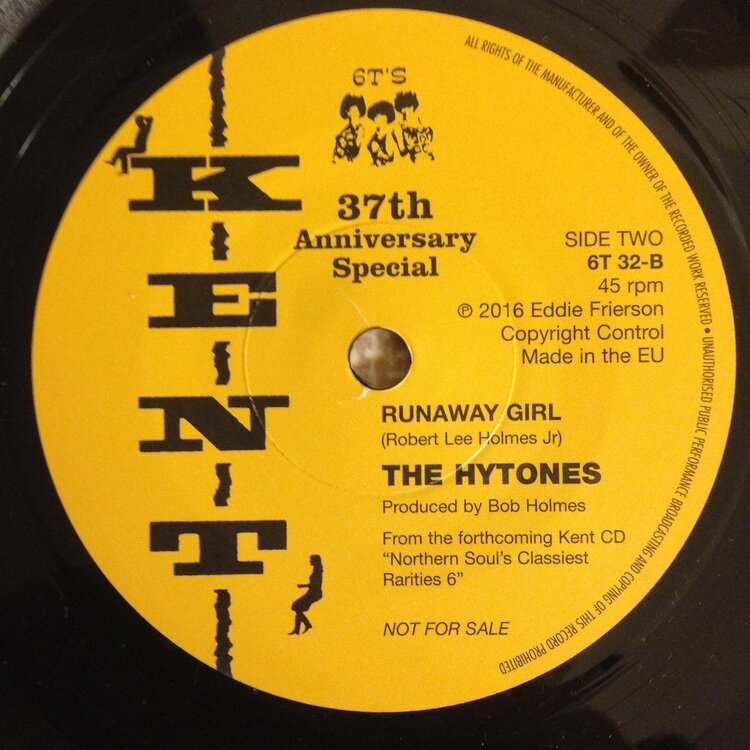 6T'S
37th
Anniversary
Special
KENT
SIDE TWO
6T 32-B
45 rpm
℗ 2016 Eddie Frierson
Copyright Control
Made in the EU
RUNAWAY GIRL
(Robert Lee Holmes Jr)
THE HYTONES
Produced by Bob Holmes
From the forthcoming Kent CD
“Northern Soul's Classiest
Rarities 6”
NOT FOR SALE
ALL RIGHTS OF THE MANUFACTURER AND OF THE OWNER OF THE RECORDED WORK RESERVED • UNAUTHORISED PUBLIC PERFORMANCE BROADCASTING AND COPYING OF THIS RECORD PROHIBITED